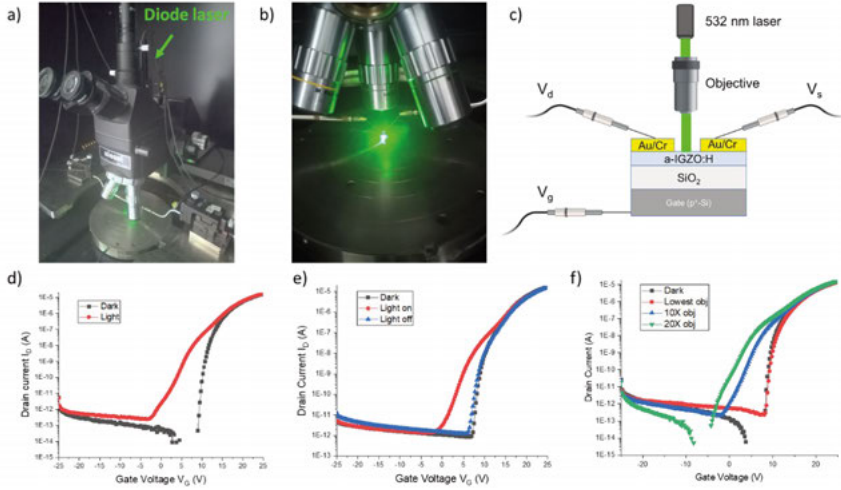 a)
Diode laser
b)
c)
532 nm laser
Objective
V_d
V_s
Au/Cr
Au/Cr
a-IGZO:H
SiO₂
Gate (p⁺-Si)
V_g
d)
1E-5
1E-6
1E-7
1E-8
1E-9
1E-10
1E-11
1E-12
1E-13
1E-14
1E-15
Drain current I_D (A)
Dark
Light
-25 -20 -15 -10 -5 0 5 10 15 20 25
Gate Voltage V_G (V)
e)
1E-5
1E-6
1E-7
1E-8
1E-9
1E-10
1E-11
1E-12
1E-13
Drain Current I_D (A)
Dark
Light on
Light off
-25 -20 -15 -10 -5 0 5 10 15 20 25
Gate Voltage V_G (V)
f)
1E-5
1E-6
1E-7
1E-8
1E-9
1E-10
1E-11
1E-12
1E-13
1E-14
1E-15
Drain current (A)
Dark
Lowest obj
10X obj
20X obj
-20 -10 0 10 20
Gate Voltage (V)